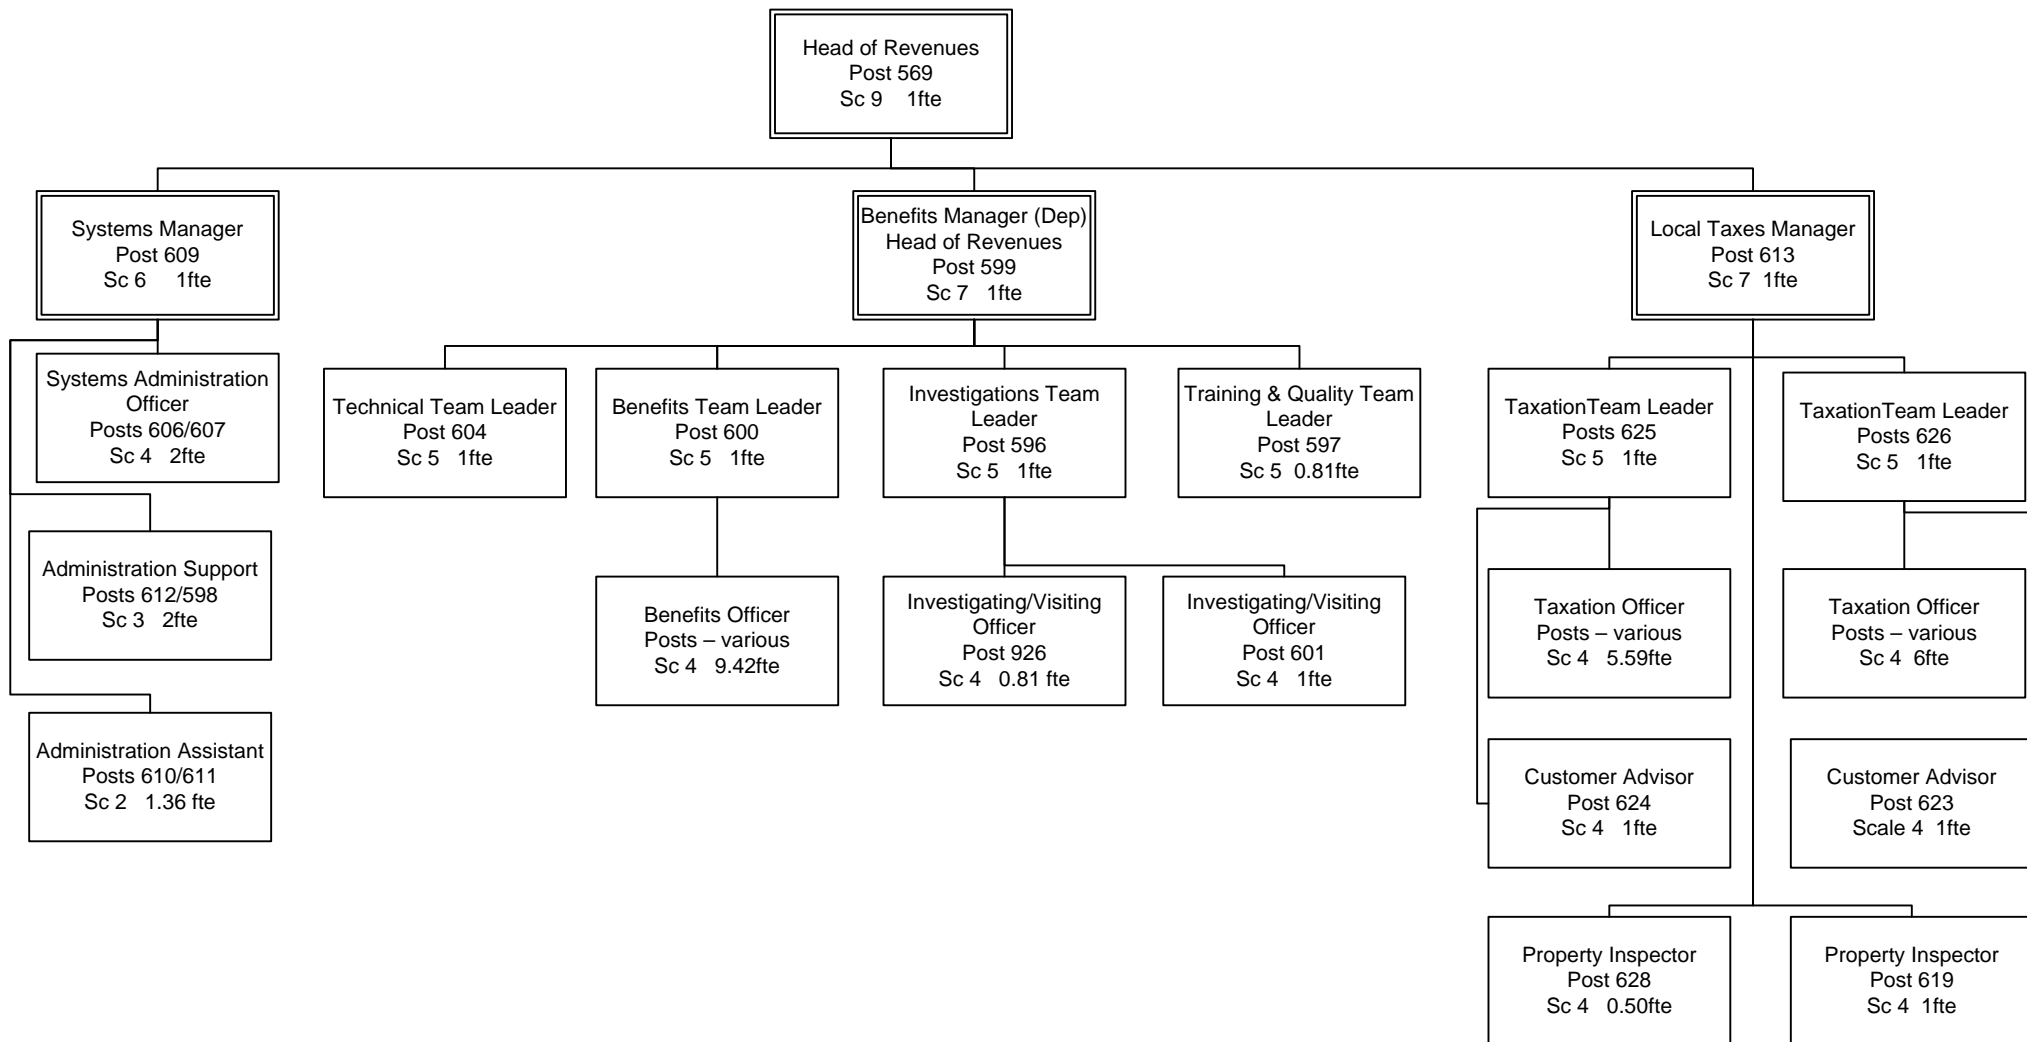 Head of Revenues
Post 569
Sc 9    1fte
Systems Manager
Post 609
Sc 6     1fte
Benefits Manager (Dep)
Head of Revenues
Post 599
Sc 7   1fte
Local Taxes Manager
Post 613
Sc 7  1fte
Systems Administration
Officer
Posts 606/607
Sc 4   2fte
Technical Team Leader
Post 604
Sc 5   1fte
Benefits Team Leader
Post 600
Sc 5   1fte
Investigations Team
Leader
Post 596
Sc 5   1fte
Training & Quality Team
Leader
Post 597
Sc 5  0.81fte
TaxationTeam Leader
Posts 625
Sc 5   1fte
TaxationTeam Leader
Posts 626
Sc 5   1fte
Administration Support
Posts 612/598
Sc 3   2fte
Benefits Officer
Posts – various
Sc 4   9.42fte
Investigating/Visiting
Officer
Post 926
Sc 4   0.81 fte
Investigating/Visiting
Officer
Post 601
Sc 4   1fte
Taxation Officer
Posts – various
Sc 4   5.59fte
Taxation Officer
Posts – various
Sc 4  6fte
Administration Assistant
Posts 610/611
Sc 2   1.36 fte
Customer Advisor
Post 624
Sc 4   1fte
Customer Advisor
Post 623
Scale 4  1fte
Property Inspector
Post 628
Sc 4   0.50fte
Property Inspector
Post 619
Sc 4  1fte